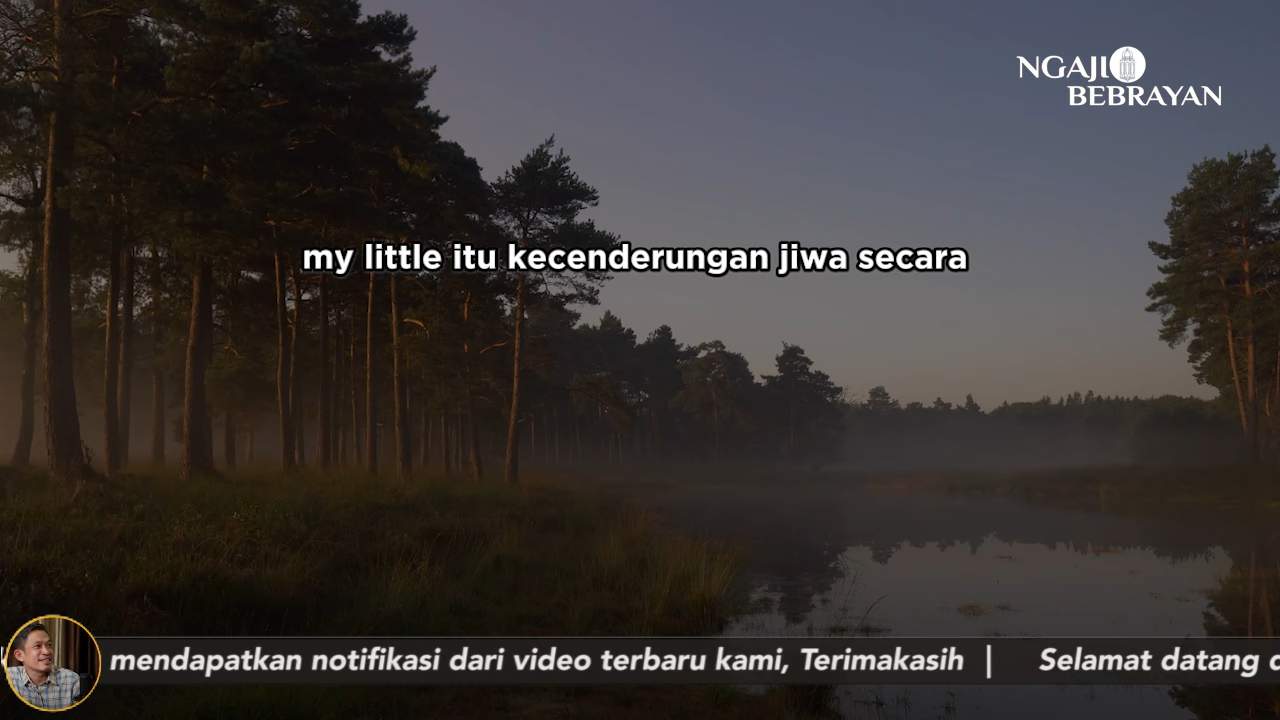 NGAJI
BEBRAYAN
my little itu kecenderungan jiwa secara
mendapatkan notifikasi dari video terbaru kami, Terimakasih | Selamat datang d